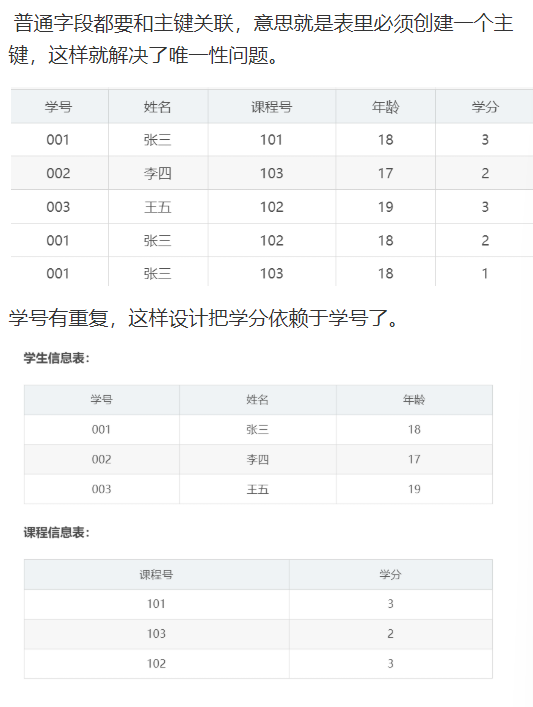 普通字段都要和主键关联，意思就是表里必须创建一个主
键，这样就解决了唯一性问题。
学号 姓名 课程号 年龄 学分
001 张三 101 18 3
002 李四 103 17 2
003 王五 102 19 3
001 张三 102 18 2
001 张三 103 18 1
学号有重复，这样设计把学分依赖于学号了。
学生信息表：
学号 姓名 年龄
001 张三 18
002 李四 17
003 王五 19
课程信息表：
课程号 学分
101 3
103 2
102 3